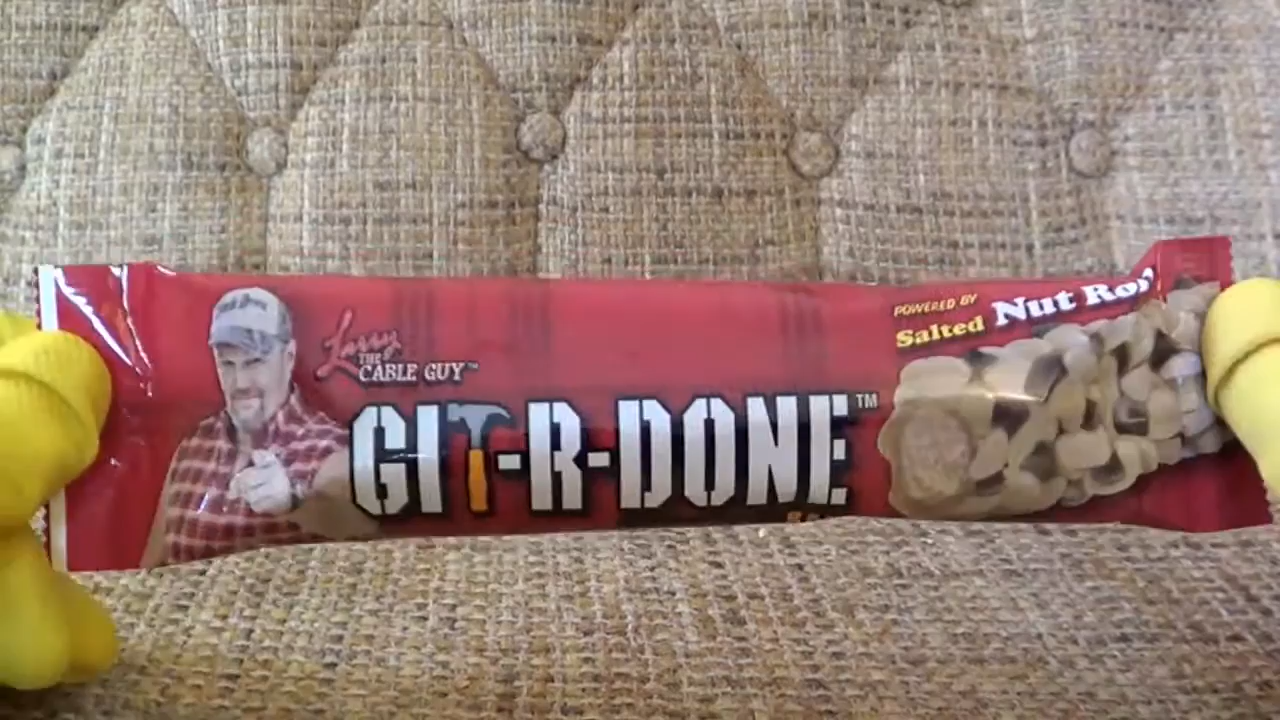 Larry
THE
CABLE GUY™
GIT-R-DONE™
POWERED BY
Salted Nut Roll